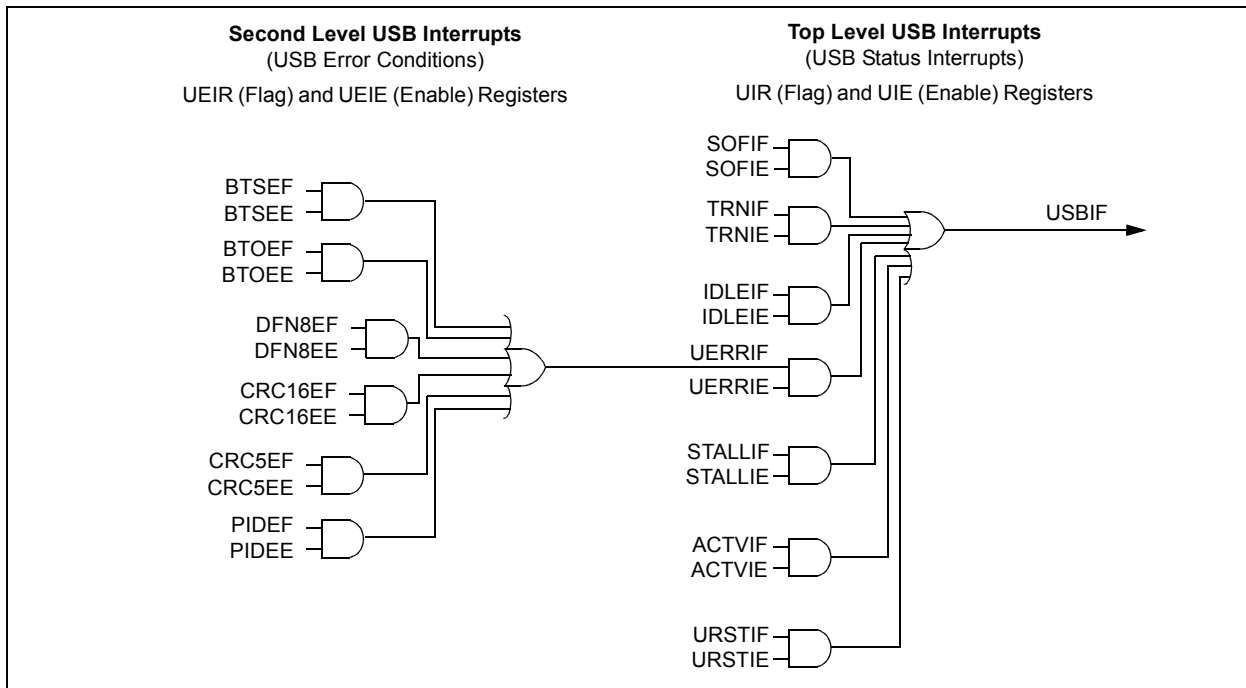 Second Level USB Interrupts
(USB Error Conditions)
UEIR (Flag) and UEIE (Enable) Registers
BTSEF
BTSEE
BTOEF
BTOEE
DFN8EF
DFN8EE
CRC16EF
CRC16EE
CRC5EF
CRC5EE
PIDEF
PIDEE
Top Level USB Interrupts
(USB Status Interrupts)
UIR (Flag) and UIE (Enable) Registers
SOFIF
SOFIE
TRNIF
TRNIE
IDLEIF
IDLEIE
UERRIF
UERRIE
STALLIF
STALLIE
ACTVIF
ACTVIE
URSTIF
URSTIE
USBIF